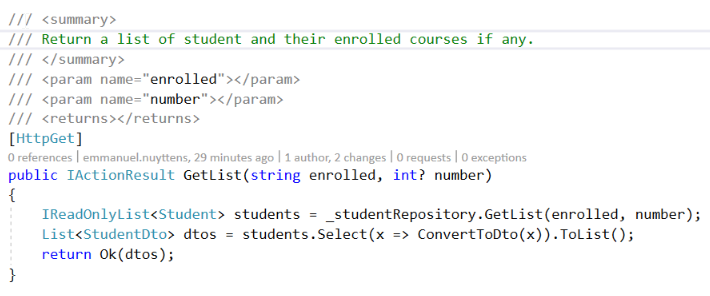 /// <summary>
/// Return a list of student and their enrolled courses if any.
/// </summary>
/// <param name="enrolled"></param>
/// <param name="number"></param>
/// <returns></returns>
[HttpGet]
0 references | emmanuel.nuyttens, 29 minutes ago | 1 author, 2 changes | 0 requests | 0 exceptions
public IActionResult GetList(string enrolled, int? number)
{
    IReadOnlyList<Student> students = _studentRepository.GetList(enrolled, number);
    List<StudentDto> dtos = students.Select(x => ConvertToDto(x)).ToList();
    return Ok(dtos);
}